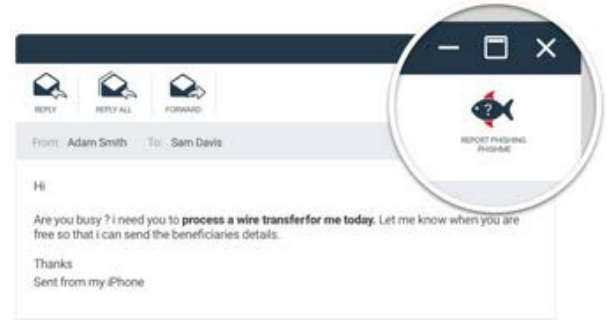 REPLY
REPLY ALL
FORWARD
?
REPORT PHISHING
PHISHME
From: Adam Smith To: Sam Davis
Hi
Are you busy ? i need you to process a wire transferfor me today. Let me know when you are
free so that i can send the beneficiaries details.
Thanks
Sent from my iPhone